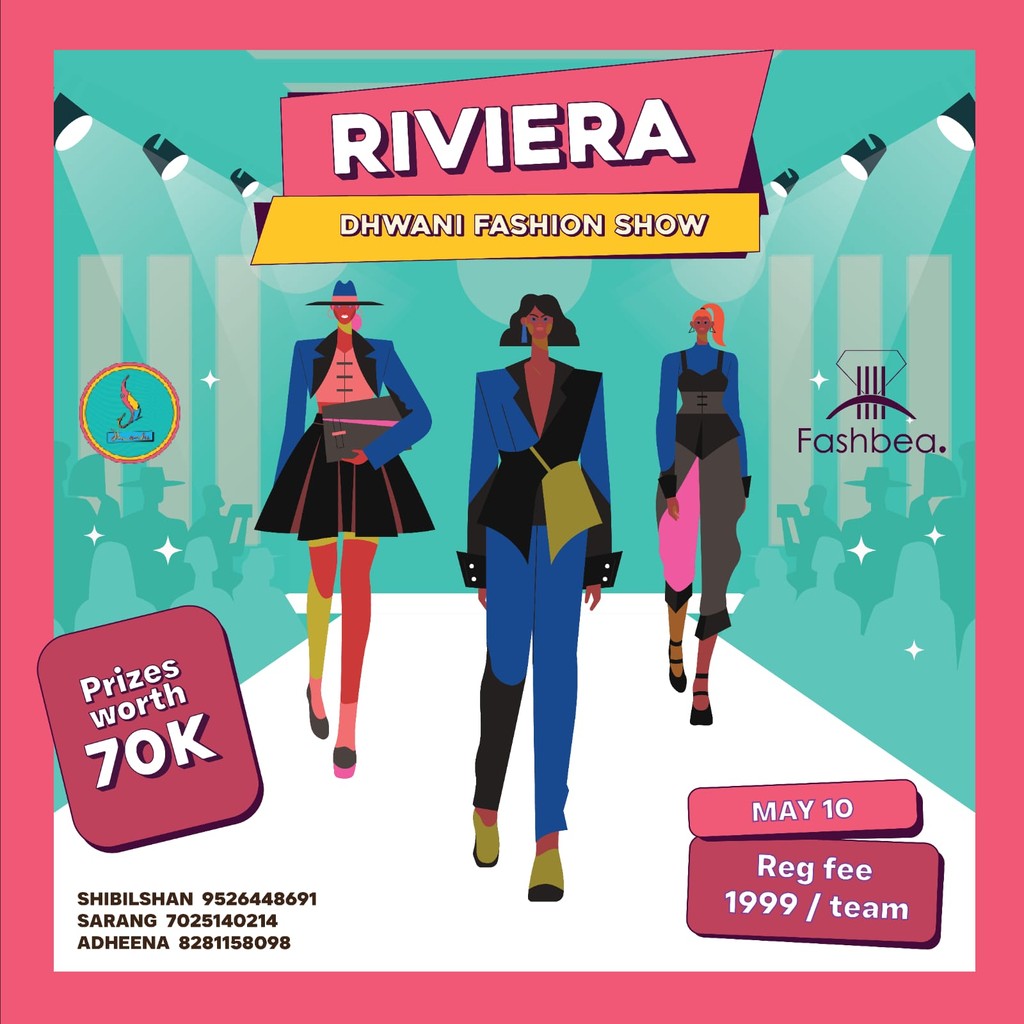 RIVIERA
DHWANI FASHION SHOW
Fashbea.
Prizes
worth
70K
MAY 10
Reg fee
1999 / team
SHIBILSHAN 9526448691
SARANG 7025140214
ADHEENA 8281158098